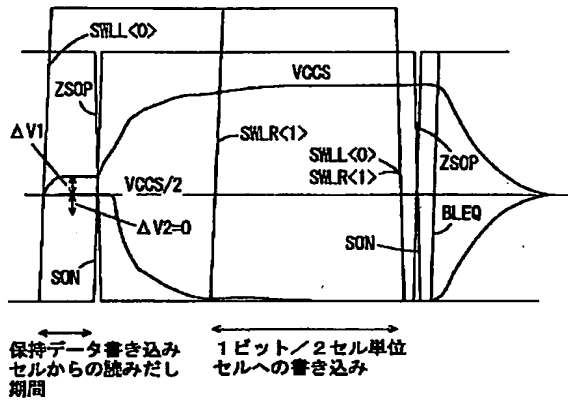 SWLL<0>
ZSOP
VCCS
ΔV1
SWLR<1>
SWLL<0>
SWLR<1>
ZSOP
VCCS/2
ΔV2=0
BLEQ
SON
SON
保持データ書き込み
セルからの読みだし
期間
1ビット/2セル単位
セルへの書き込み